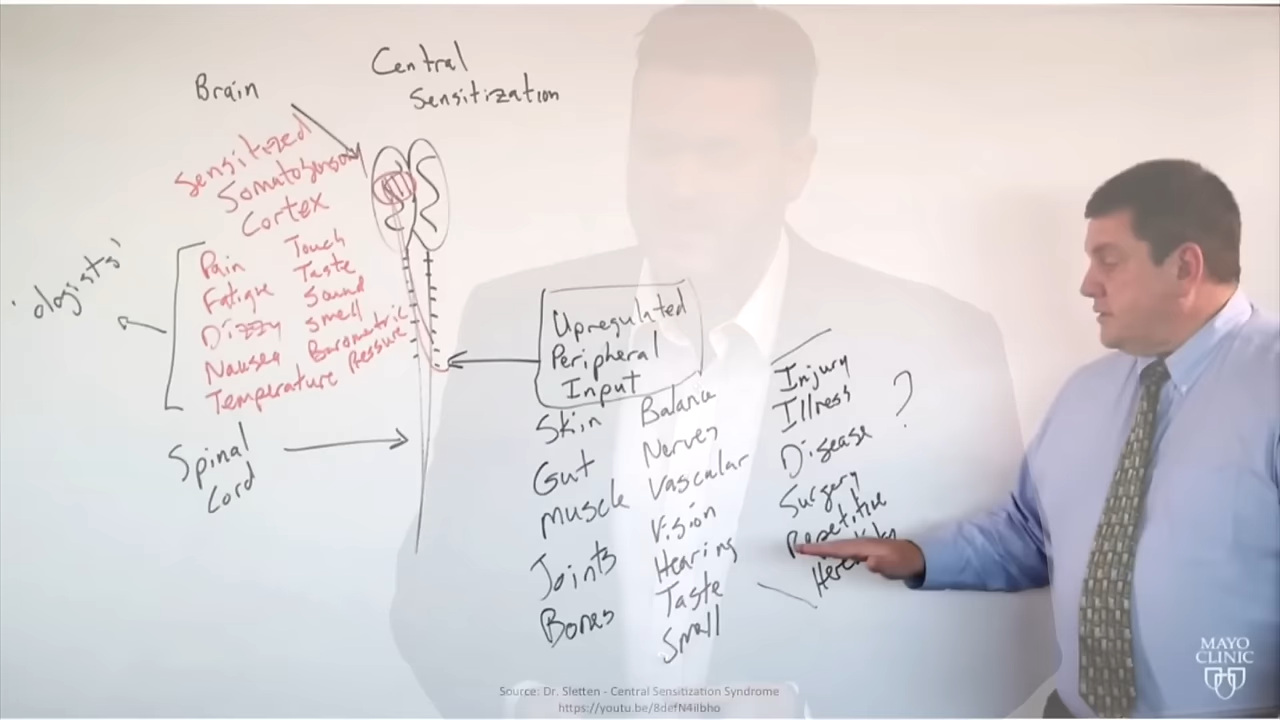 Central
Sensitization
Brain
Sensitized
Somatosensory
Cortex
'ologists'
Pain Touch
Fatigue Taste
Dizzy Sound
Nausea Smell
Temperature Barometric
Pressure
Spinal
Cord
Upregulated
Peripheral
Input
Skin Balance
Gut Nerves
Muscle Vascular
Joints Vision
Bones Hearing
Taste
Smell
Injury
Illness
Disease
?
Surgery
Repetitive
MAYO
CLINIC
Source: Dr. Sletten - Central Sensitization Syndrome
https://youtu.be/8defN4iIbho